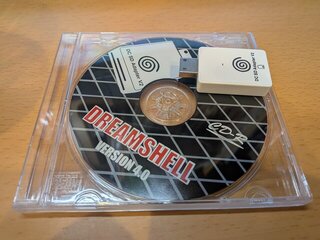 DC SD Adapter V2
DC SD Adapter V2
DREAMSHELL
VERSION 4.0
CD-R